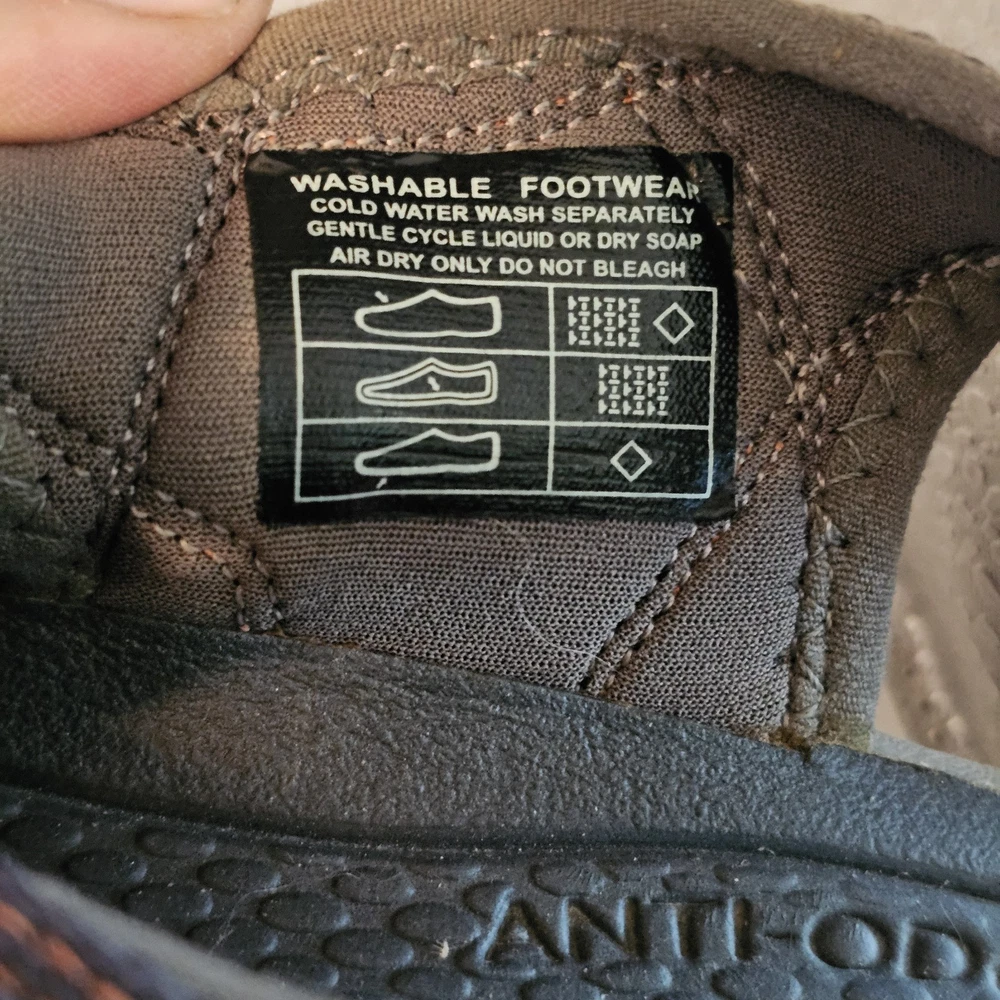 WASHABLE FOOTWEAR
COLD WATER WASH SEPARATELY
GENTLE CYCLE LIQUID OR DRY SOAP
AIR DRY ONLY DO NOT BLEAGH
ANTI-OD